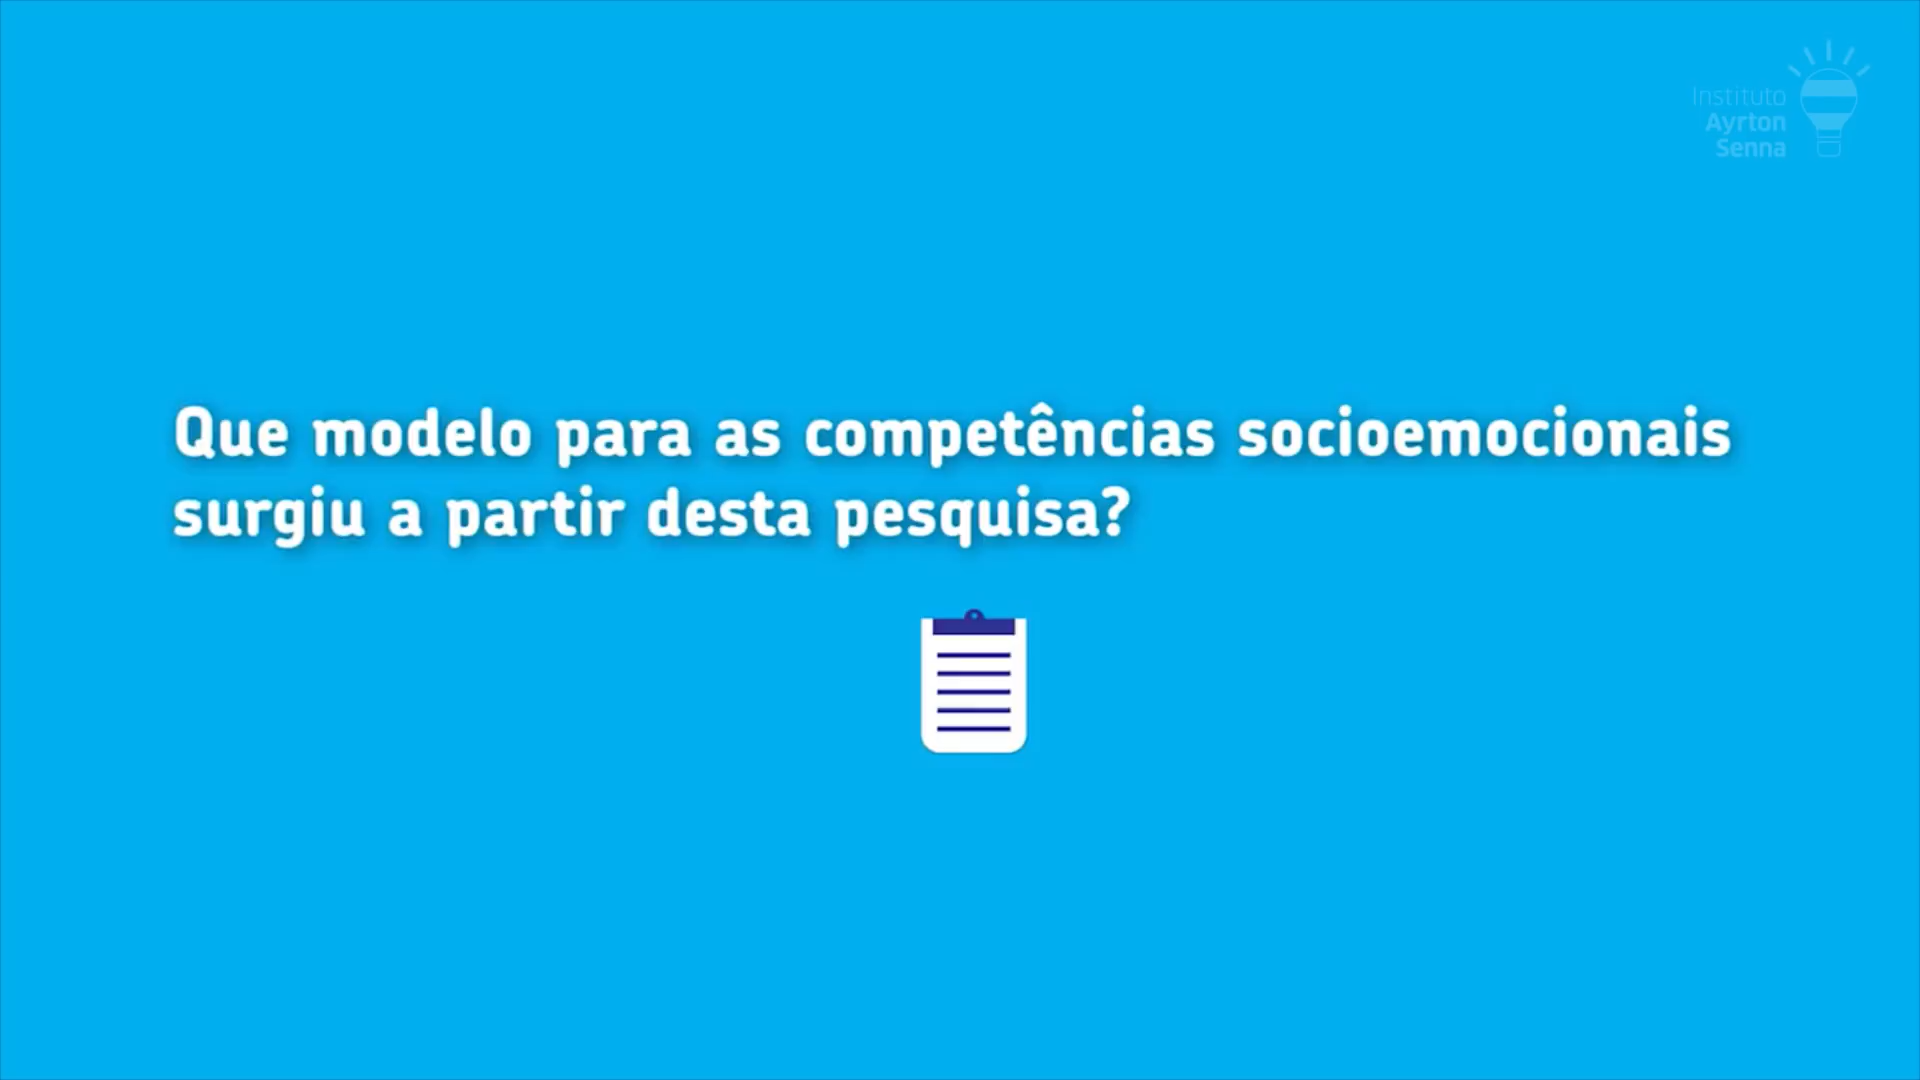 Instituto
Ayrton
Senna
Que modelo para as competências socioemocionais
surgiu a partir desta pesquisa?